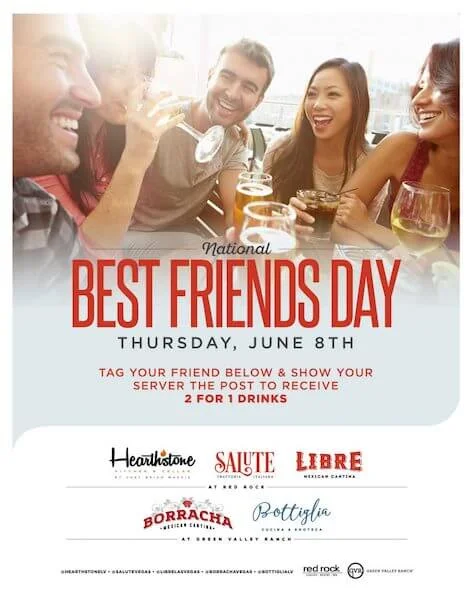 National
BEST FRIENDS DAY
THURSDAY, JUNE 8TH
TAG YOUR FRIEND BELOW & SHOW YOUR
SERVER THE POST TO RECEIVE
2 FOR 1 DRINKS
Hearthstone
KITCHEN & CELLAR
SALUTE
TRATTORIA ITALIANA
LIBRE
MEXICAN CANTINA
AT RED ROCK
BORRACHA
MEXICAN CANTINA
Bottiglia
CUCINA & ENOTECA
AT GREEN VALLEY RANCH
@HEARTHSTONELV • @SALUTEVEGAS • @LIBRELASVEGAS • @BORRACHAVEGAS • @BOTTIGLIALV
red rock
gvr
GREEN VALLEY RANCH